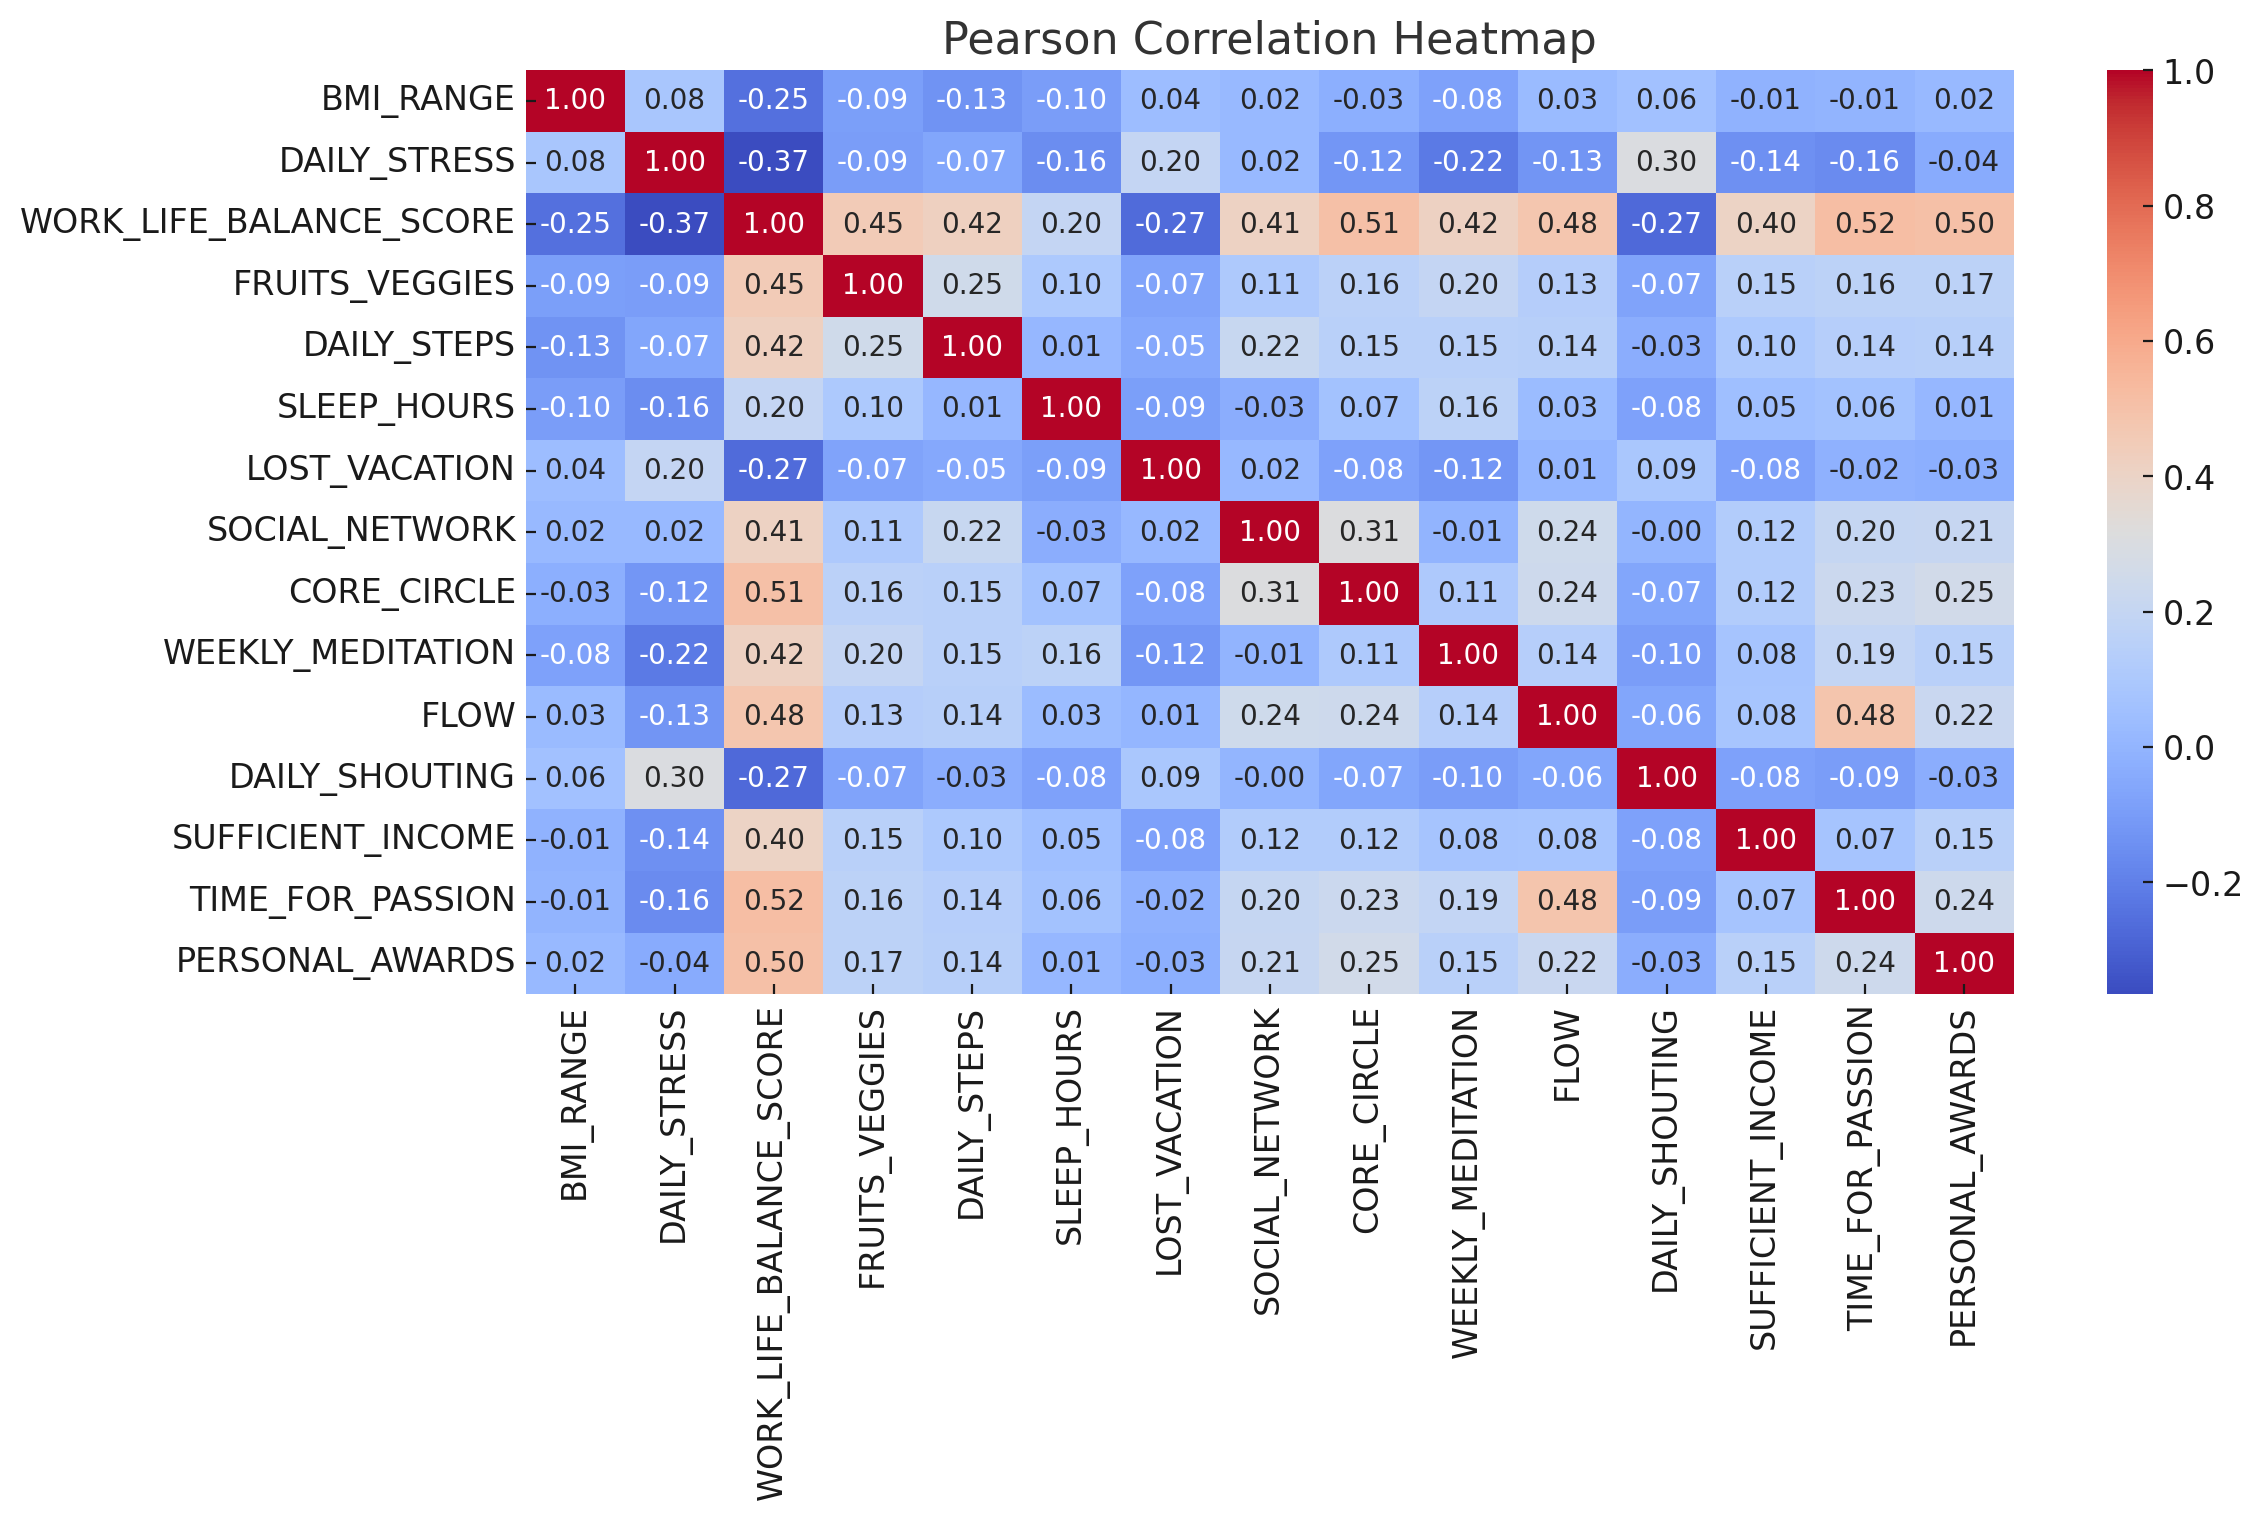 Pearson Correlation Heatmap
BMI_RANGE 1.00 0.08 -0.25 -0.09 -0.13 -0.10 0.04 0.02 -0.03 -0.08 0.03 0.06 -0.01 -0.01 0.02
DAILY_STRESS 0.08 1.00 -0.37 -0.09 -0.07 -0.16 0.20 0.02 -0.12 -0.22 -0.13 0.30 -0.14 -0.16 -0.04
WORK_LIFE_BALANCE_SCORE -0.25 -0.37 1.00 0.45 0.42 0.20 -0.27 0.41 0.51 0.42 0.48 -0.27 0.40 0.52 0.50
FRUITS_VEGGIES -0.09 -0.09 0.45 1.00 0.25 0.10 -0.07 0.11 0.16 0.20 0.13 -0.07 0.15 0.16 0.17
DAILY_STEPS -0.13 -0.07 0.42 0.25 1.00 0.01 -0.05 0.22 0.15 0.15 0.14 -0.03 0.10 0.14 0.14
SLEEP_HOURS -0.10 -0.16 0.20 0.10 0.01 1.00 -0.09 -0.03 0.07 0.16 0.03 -0.08 0.05 0.06 0.01
LOST_VACATION 0.04 0.20 -0.27 -0.07 -0.05 -0.09 1.00 0.02 -0.08 -0.12 0.01 0.09 -0.08 -0.02 -0.03
SOCIAL_NETWORK 0.02 0.02 0.41 0.11 0.22 -0.03 0.02 1.00 0.31 -0.01 0.24 -0.00 0.12 0.20 0.21
CORE_CIRCLE -0.03 -0.12 0.51 0.16 0.15 0.07 -0.08 0.31 1.00 0.11 0.24 -0.07 0.12 0.23 0.25
WEEKLY_MEDITATION -0.08 -0.22 0.42 0.20 0.15 0.16 -0.12 -0.01 0.11 1.00 0.14 -0.10 0.08 0.19 0.15
FLOW 0.03 -0.13 0.48 0.13 0.14 0.03 0.01 0.24 0.24 0.14 1.00 -0.06 0.08 0.48 0.22
DAILY_SHOUTING 0.06 0.30 -0.27 -0.07 -0.03 -0.08 0.09 -0.00 -0.07 -0.10 -0.06 1.00 -0.08 -0.09 -0.03
SUFFICIENT_INCOME -0.01 -0.14 0.40 0.15 0.10 0.05 -0.08 0.12 0.12 0.08 0.08 -0.08 1.00 0.07 0.15
TIME_FOR_PASSION -0.01 -0.16 0.52 0.16 0.14 0.06 -0.02 0.20 0.23 0.19 0.48 -0.09 0.07 1.00 0.24
PERSONAL_AWARDS 0.02 -0.04 0.50 0.17 0.14 0.01 -0.03 0.21 0.25 0.15 0.22 -0.03 0.15 0.24 1.00
BMI_RANGE
DAILY_STRESS
WORK_LIFE_BALANCE_SCORE
FRUITS_VEGGIES
DAILY_STEPS
SLEEP_HOURS
LOST_VACATION
SOCIAL_NETWORK
CORE_CIRCLE
WEEKLY_MEDITATION
FLOW
DAILY_SHOUTING
SUFFICIENT_INCOME
TIME_FOR_PASSION
PERSONAL_AWARDS
1.0
0.8
0.6
0.4
0.2
0.0
−0.2